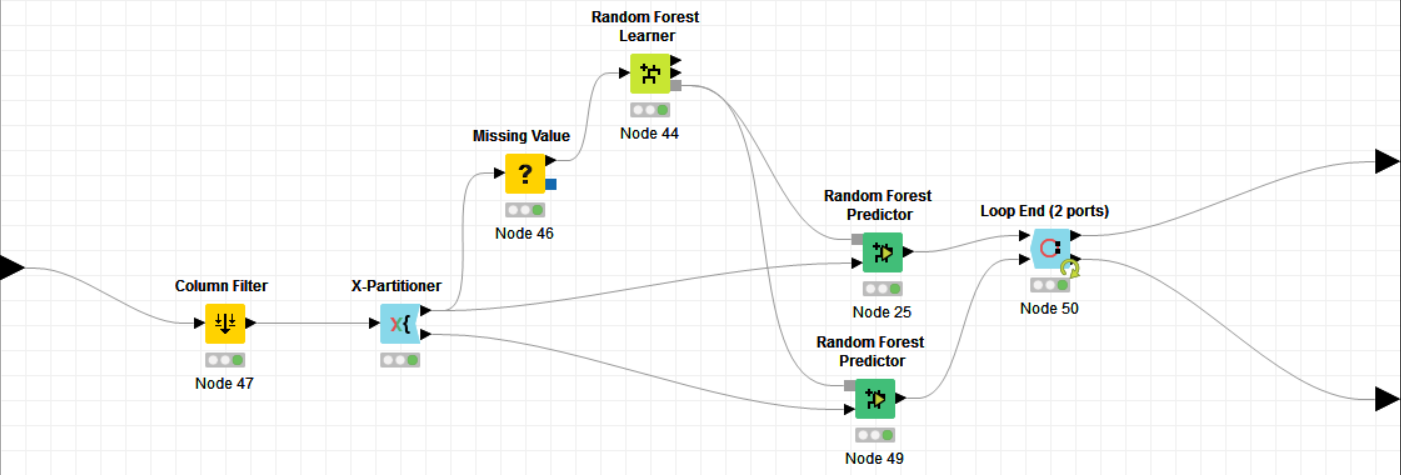 Random Forest
Learner
Node 44
Missing Value
?
Node 46
Random Forest
Predictor
Node 25
Loop End (2 ports)
Node 50
Column Filter
Node 47
X-Partitioner
X{
Random Forest
Predictor
Node 49